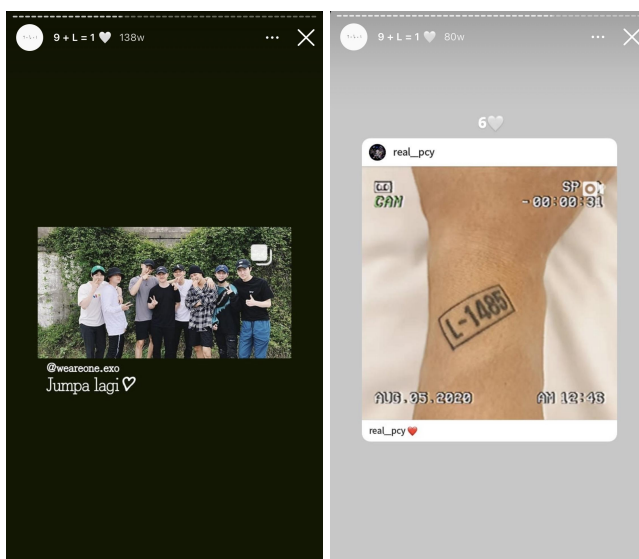 9 + L = 1 🤍 138w
@weareone.exo
Jumpa lagi♡
9 + L = 1 🤍 80w
6🤍
real__pcy
SP
CAN
-00:00:31
L-1485
AUG.05.2020 AM 12:46
real__pcy ❤️